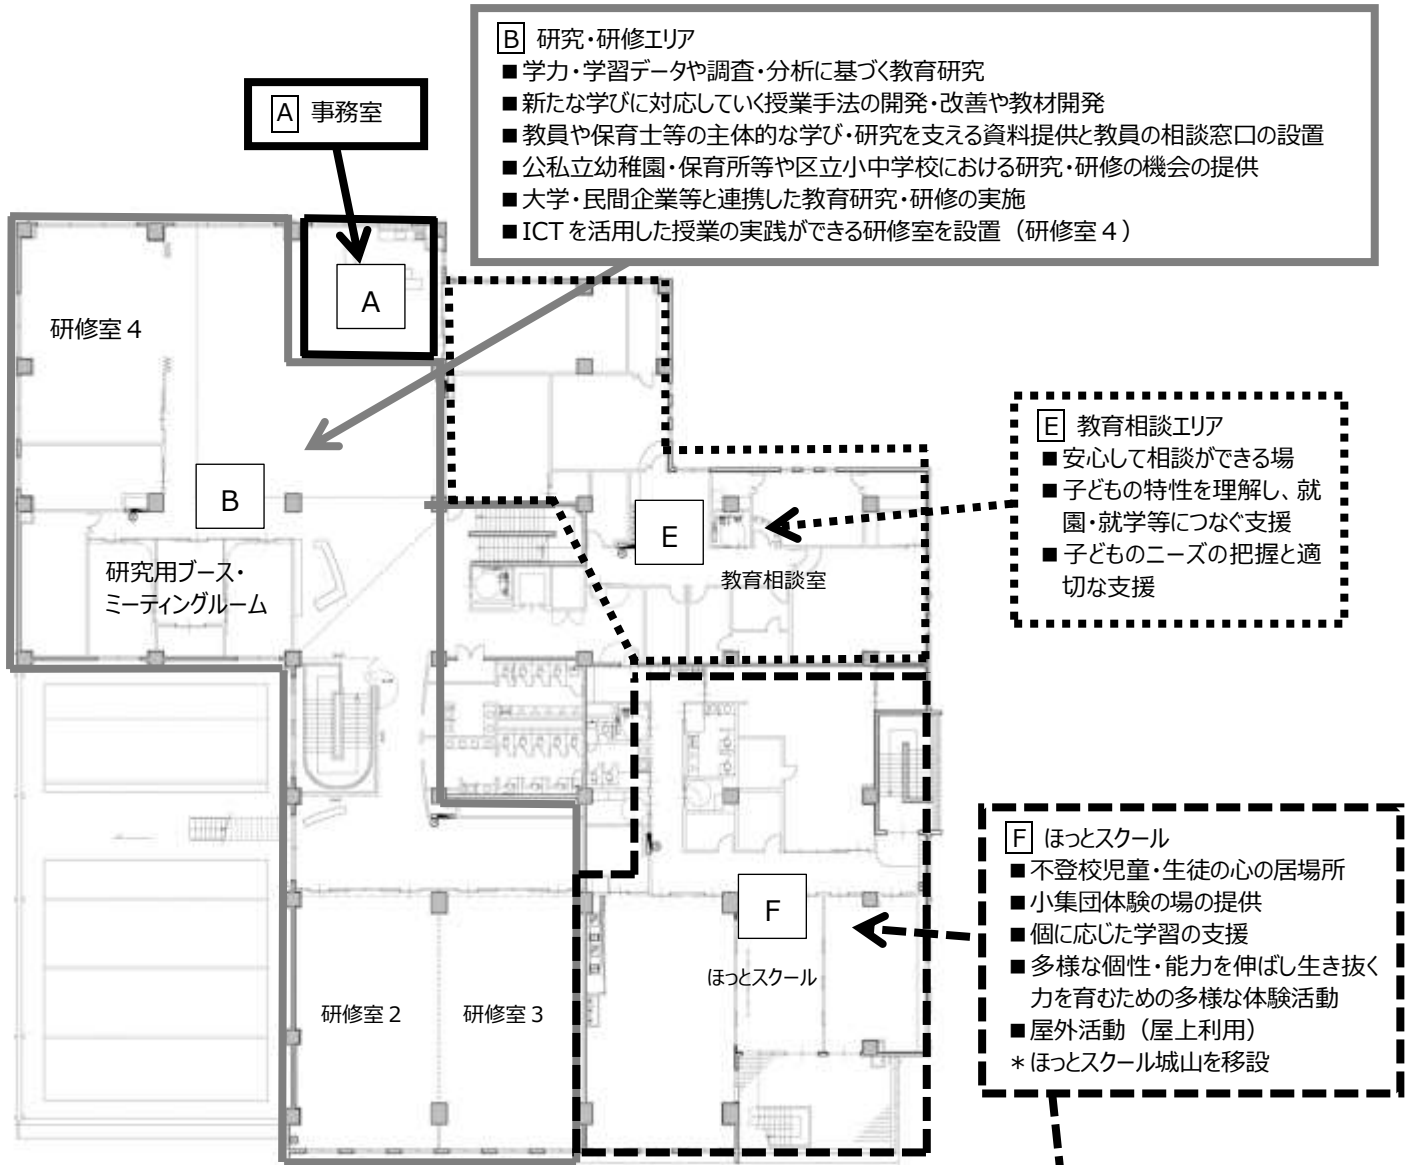 B 研究・研修エリア
■学力・学習データや調査・分析に基づく教育研究
■新たな学びに対応していく授業手法の開発・改善や教材開発
■教員や保育士等の主体的な学び・研究を支える資料提供と教員の相談窓口の設置
■公私立幼稚園・保育所等や区立小中学校における研究・研修の機会の提供
■大学・民間企業等と連携した教育研究・研修の実施
■ICTを活用した授業の実践ができる研修室を設置（研修室４）
A 事務室
A
研修室４
B
研究用ブース・
ミーティングルーム
E
教育相談室
E 教育相談エリア
■安心して相談ができる場
■子どもの特性を理解し、就
園・就学等につなぐ支援
■子どものニーズの把握と適
切な支援
F ほっとスクール
■不登校児童・生徒の心の居場所
■小集団体験の場の提供
■個に応じた学習の支援
■多様な個性・能力を伸ばし生き抜く
力を育むための多様な体験活動
■屋外活動（屋上利用）
＊ほっとスクール城山を移設
F
ほっとスクール
研修室２
研修室３